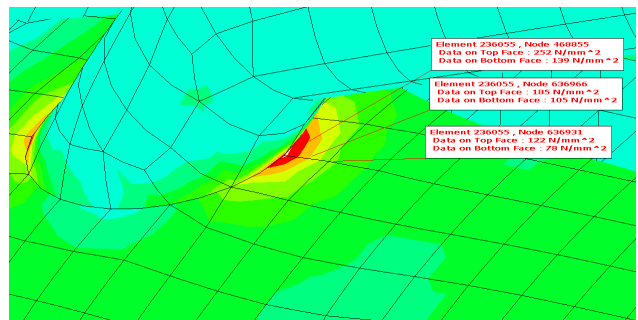 Element 236055 , Node 468855
Data on Top Face : 252 N/mm^2
Data on Bottom Face : 139 N/mm^2
Element 236055 , Node 636966
Data on Top Face : 185 N/mm^2
Data on Bottom Face : 105 N/mm^2
Element 236055 , Node 636931
Data on Top Face : 122 N/mm^2
Data on Bottom Face : 78 N/mm^2